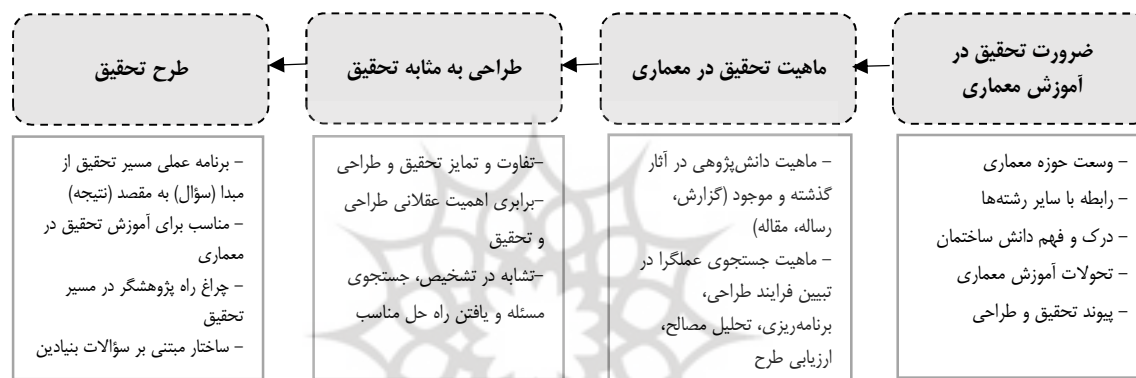 ضرورت تحقیق در
آموزش معماری
ماهیت تحقیق در معماری
طراحی به مثابه تحقیق
طرح تحقیق
– وسعت حوزه معماری
– رابطه با سایر رشته‌ها
– درک و فهم دانش ساختمان
– تحولات آموزش معماری
– پیوند تحقیق و طراحی
– ماهیت دانش‌پژوهی در آثار
گذشته و موجود (گزارش،
رساله، مقاله)
– ماهیت جستجوی عملگرا در
تبیین فرایند طراحی،
برنامه‌ریزی، تحلیل مصالح،
ارزیابی طرح
–تفاوت و تمایز تحقیق و طراحی
–برابری اهمیت عقلانی طراحی
و تحقیق
–تشابه در تشخیص، جستجوی
مسئله و یافتن راه حل مناسب
– برنامه عملی مسیر تحقیق از
مبدا (سؤال) به مقصد (نتیجه)
– مناسب برای آموزش تحقیق در
معماری
– چراغ راه پژوهشگر در مسیر
تحقیق
– ساختار مبتنی بر سؤالات بنیادین